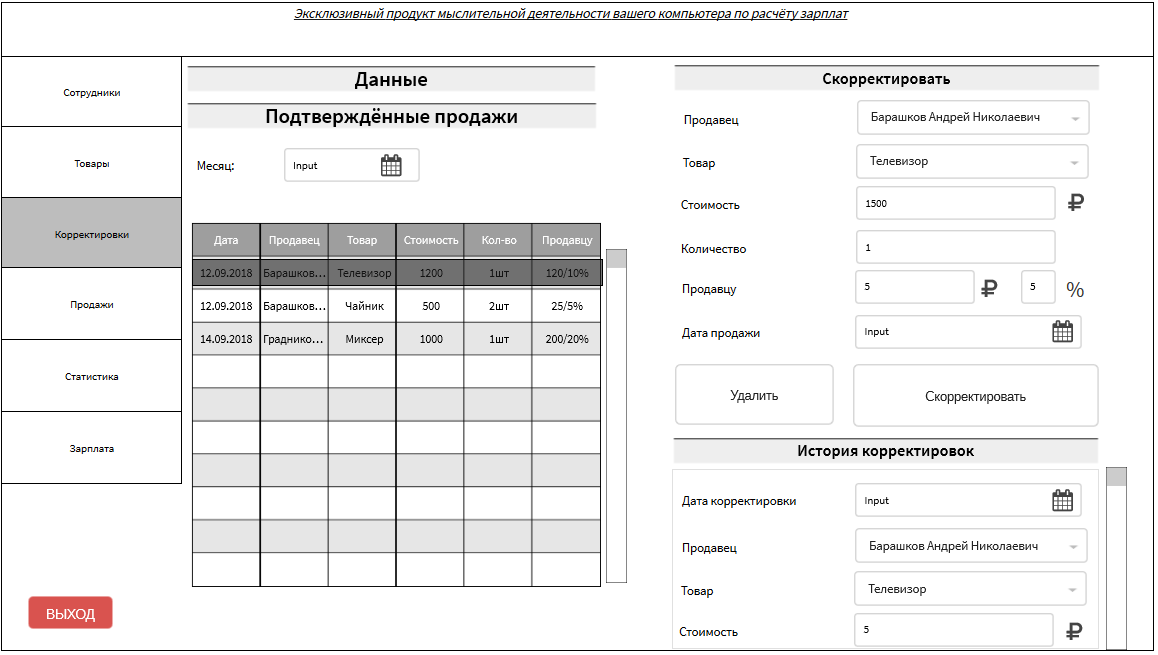 Эксклюзивный продукт мыслительной деятельности вашего компьютера по расчёту зарплат
Сотрудники
Товары
Корректировки
Продажи
Статистика
Зарплата
ВЫХОД
Данные
Подтверждённые продажи
Месяц: Input
Дата Продавец Товар Стоимость Кол-во Продавцу
12.09.2018 Барашков... Телевизор 1200 1шт 120/10%
12.09.2018 Барашков... Чайник 500 2шт 25/5%
14.09.2018 Граднико... Миксер 1000 1шт 200/20%
Скорректировать
Продавец Барашков Андрей Николаевич
Товар Телевизор
Стоимость 1500 ₽
Количество 1
Продавцу 5 ₽ 5 %
Дата продажи Input
Удалить Скорректировать
История корректировок
Дата корректировки Input
Продавец Барашков Андрей Николаевич
Товар Телевизор
Стоимость 5 ₽